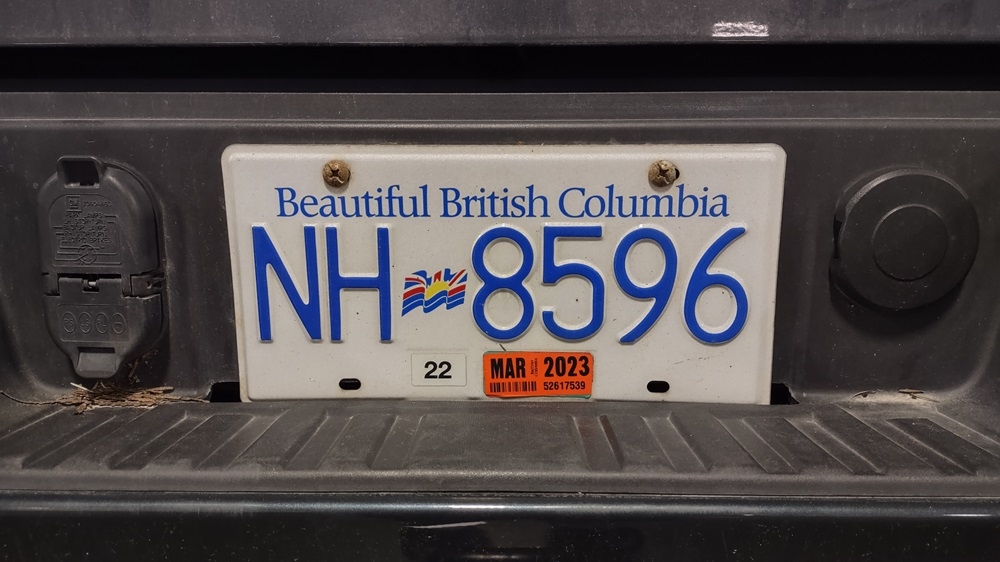 Beautiful British Columbia
NH 8596
22
MAR 2023
52617539